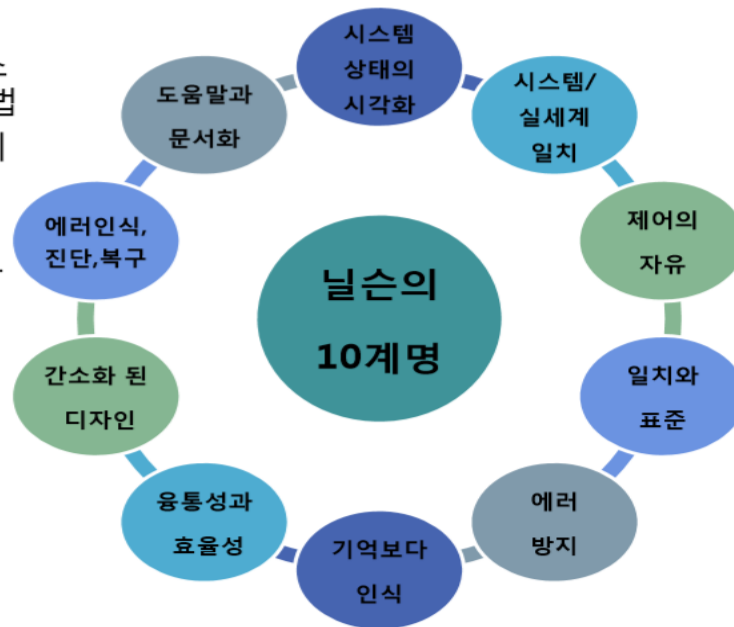 법
시스템
상태의
시각화
시스템/
실세계
일치
제어의
자유
일치와
표준
에러
방지
기억보다
인식
융통성과
효율성
간소화 된
디자인
에러인식,
진단,복구
도움말과
문서화
닐슨의
10계명